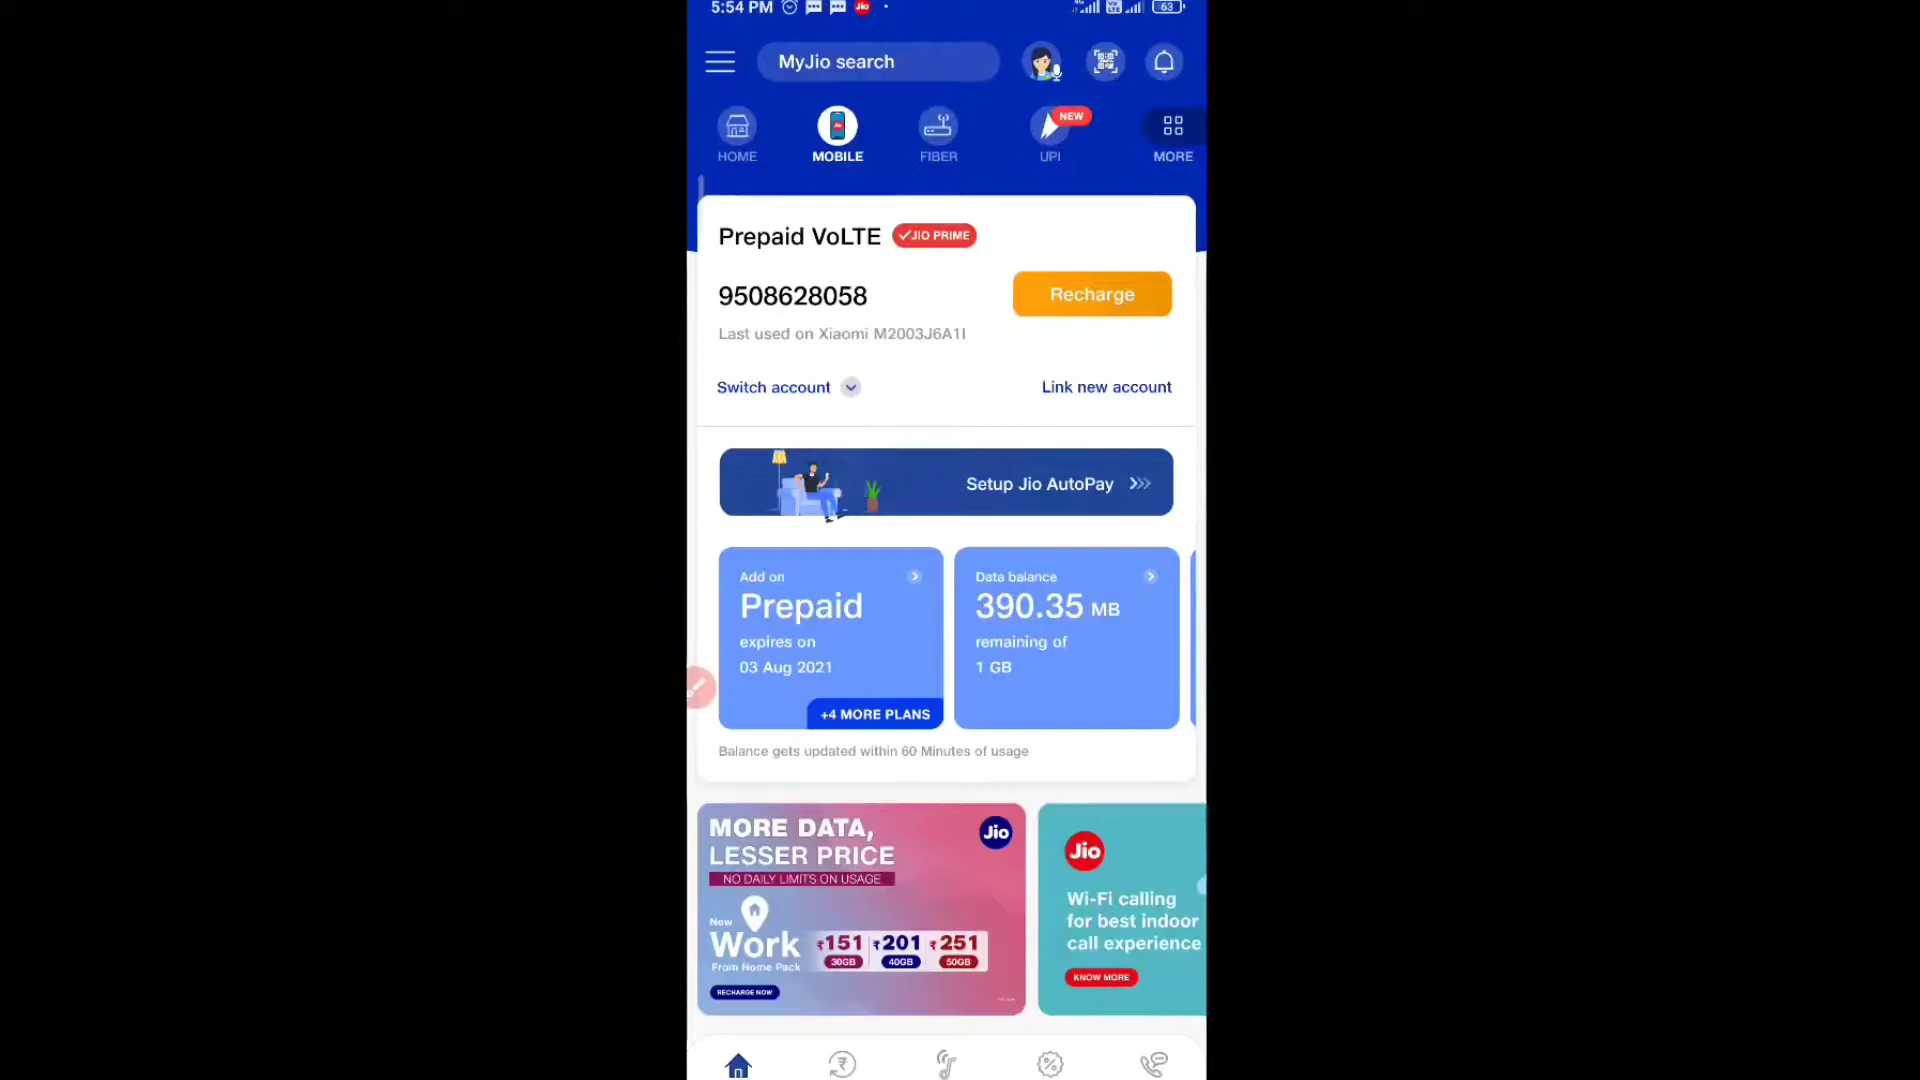 5:54 PM
63
MyJio search
NEW
HOME
MOBILE
FIBER
UPI
MORE
Prepaid VoLTE
JIO PRIME
9508628058
Recharge
Last used on Xiaomi M2003J6A1I
Switch account
Link new account
Setup Jio AutoPay
Add on
Prepaid
expires on
03 Aug 2021
+4 MORE PLANS
Data balance
390.35 MB
remaining of
1 GB
Balance gets updated within 60 Minutes of usage
MORE DATA,
LESSER PRICE
NO DAILY LIMITS ON USAGE
Jio
New
Work
From Home Pack
₹151 ₹201 ₹251
30GB 40GB 50GB
RECHARGE NOW
Jio
Wi-Fi calling
for best indoor
call experience
KNOW MORE